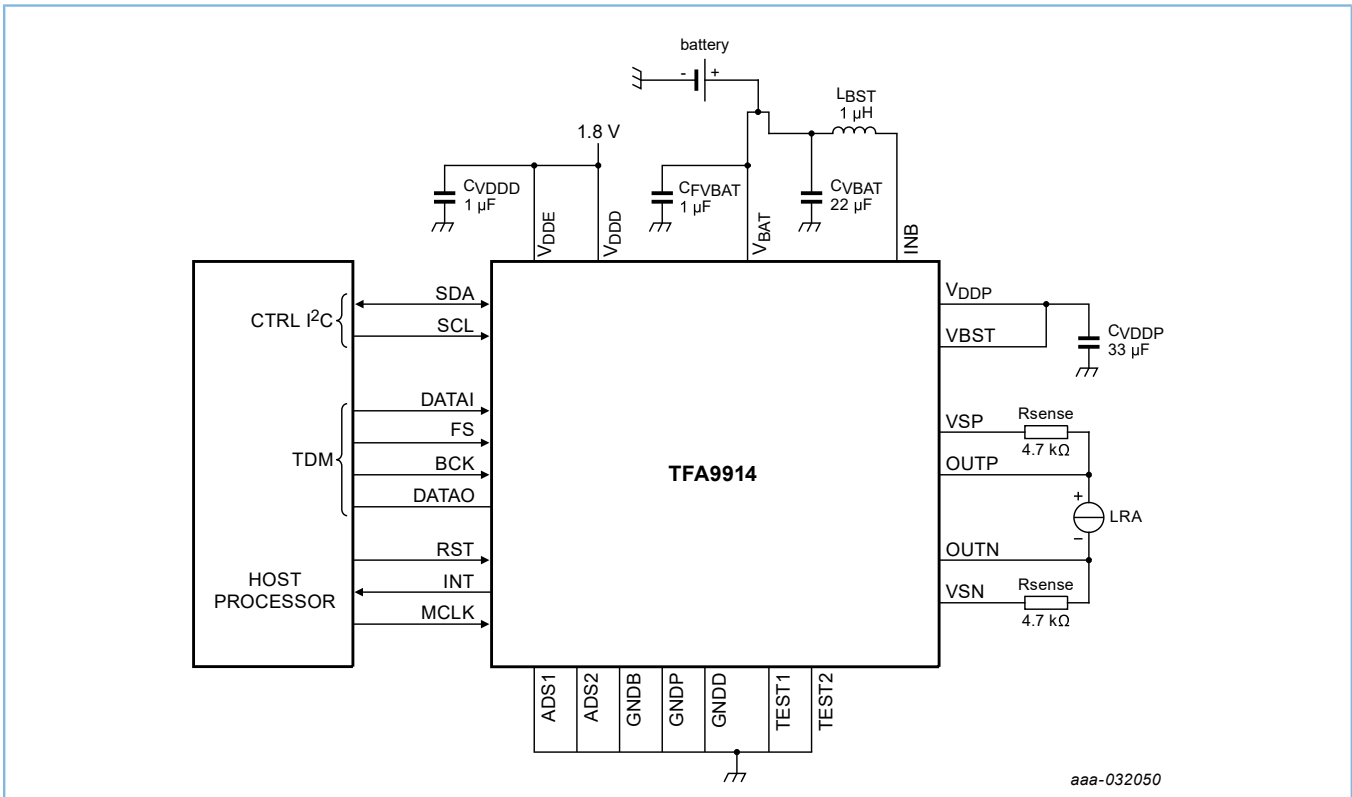 battery
- +
LBST
1 µH
1.8 V
CVDDD
1 µF
CFVBAT
1 µF
CVBAT
22 µF
VDDE
VDDD
VBAT
INB
CTRL I²C
SDA
SCL
VDDP
VBST
CVDDP
33 µF
TDM
DATAI
FS
BCK
DATAO
TFA9914
VSP
Rsense
4.7 kΩ
OUTP
+
LRA
–
OUTN
VSN
Rsense
4.7 kΩ
HOST
PROCESSOR
RST
INT
MCLK
ADS1
ADS2
GNDB
GNDP
GNDD
TEST1
TEST2
aaa-032050